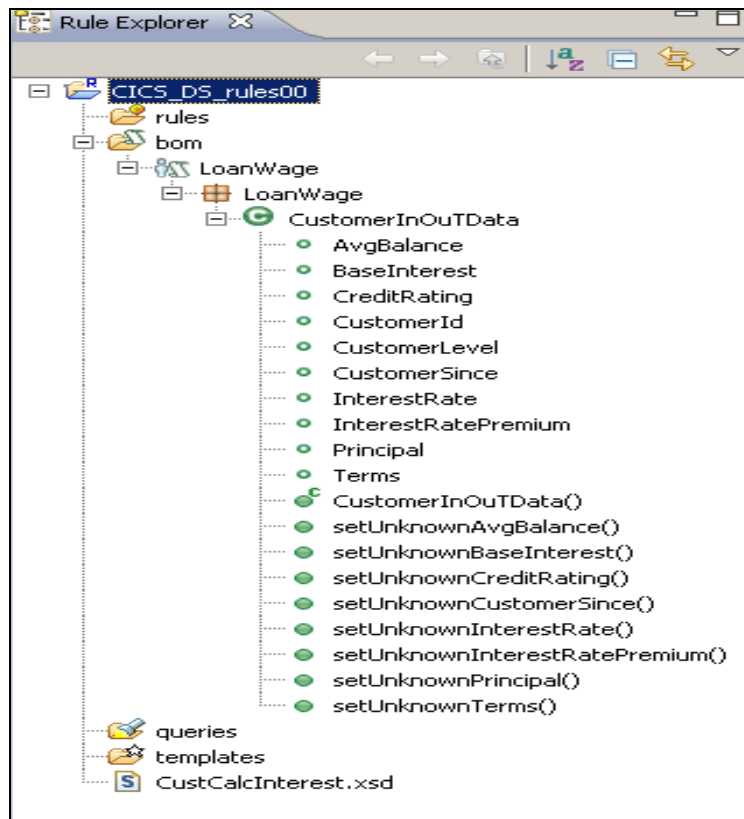 Rule Explorer
CICS_DS_rules00
rules
bom
LoanWage
LoanWage
CustomerInOuTData
AvgBalance
BaseInterest
CreditRating
CustomerId
CustomerLevel
CustomerSince
InterestRate
InterestRatePremium
Principal
Terms
CustomerInOuTData()
setUnknownAvgBalance()
setUnknownBaseInterest()
setUnknownCreditRating()
setUnknownCustomerSince()
setUnknownInterestRate()
setUnknownInterestRatePremium()
setUnknownPrincipal()
setUnknownTerms()
queries
templates
CustCalcInterest.xsd